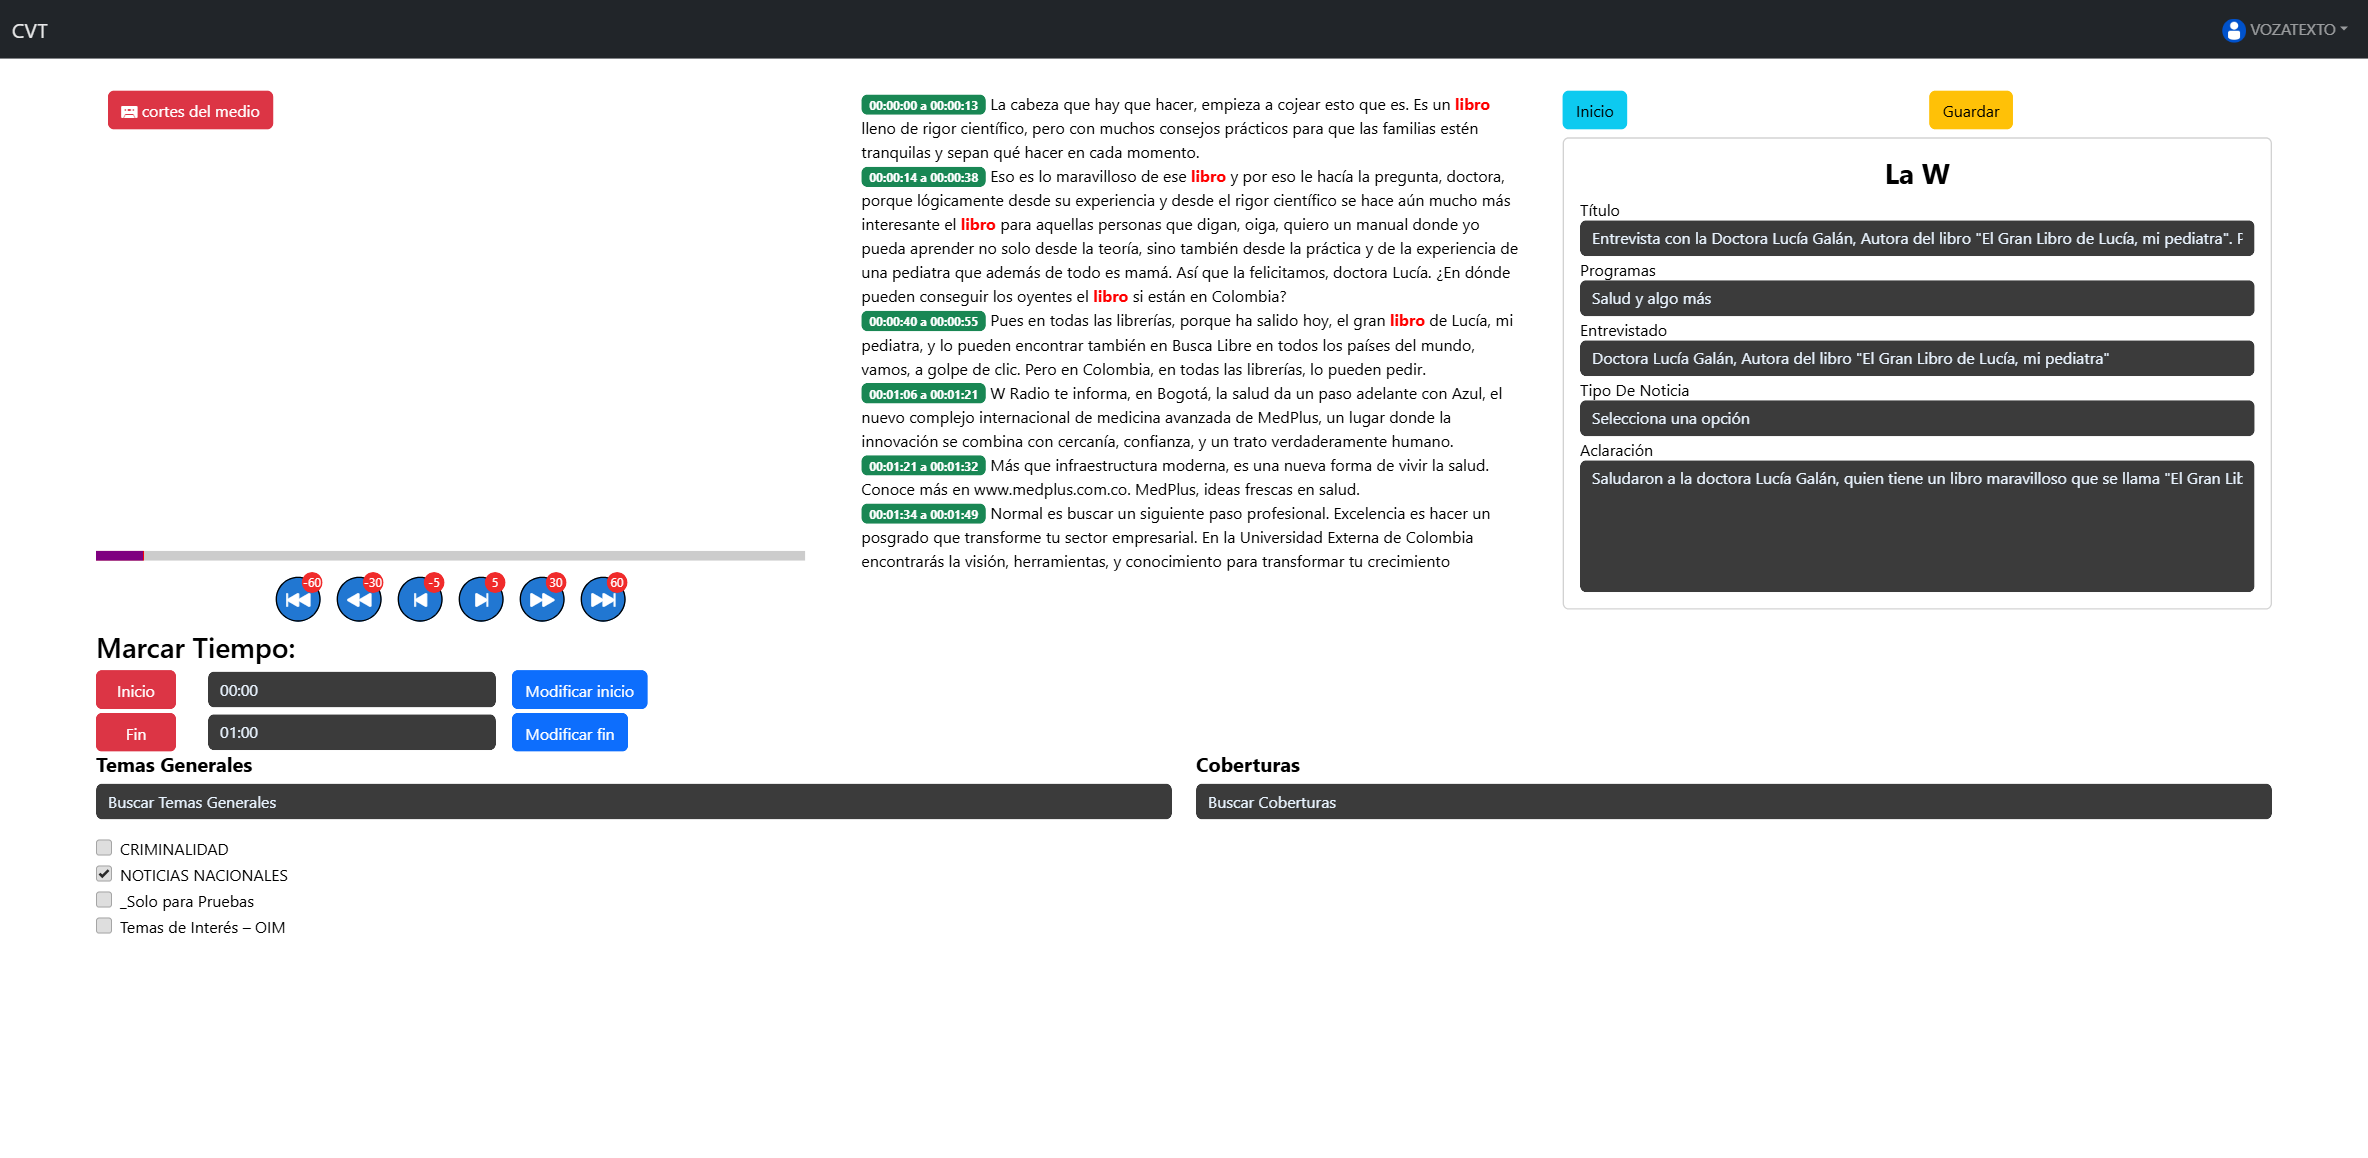 CVT
VOZATEXTO
cortes del medio
-60 -30 -5 5 30 60
Marcar Tiempo:
Inicio 00:00 Modificar inicio
Fin 01:00 Modificar fin
00:00:00 a 00:00:13 La cabeza que hay que hacer, empieza a cojear esto que es. Es un libro
lleno de rigor científico, pero con muchos consejos prácticos para que las familias estén
tranquilas y sepan qué hacer en cada momento.
00:00:14 a 00:00:38 Eso es lo maravilloso de ese libro y por eso le hacía la pregunta, doctora,
porque lógicamente desde su experiencia y desde el rigor científico se hace aún mucho más
interesante el libro para aquellas personas que digan, oiga, quiero un manual donde yo
pueda aprender no solo desde la teoría, sino también desde la práctica y de la experiencia de
una pediatra que además de todo es mamá. Así que la felicitamos, doctora Lucía. ¿En dónde
pueden conseguir los oyentes el libro si están en Colombia?
00:00:40 a 00:00:55 Pues en todas las librerías, porque ha salido hoy, el gran libro de Lucía, mi
pediatra, y lo pueden encontrar también en Busca Libre en todos los países del mundo,
vamos, a golpe de clic. Pero en Colombia, en todas las librerías, lo pueden pedir.
00:01:06 a 00:01:21 W Radio te informa, en Bogotá, la salud da un paso adelante con Azul, el
nuevo complejo internacional de medicina avanzada de MedPlus, un lugar donde la
innovación se combina con cercanía, confianza, y un trato verdaderamente humano.
00:01:21 a 00:01:32 Más que infraestructura moderna, es una nueva forma de vivir la salud.
Conoce más en www.medplus.com.co. MedPlus, ideas frescas en salud.
00:01:34 a 00:01:49 Normal es buscar un siguiente paso profesional. Excelencia es hacer un
posgrado que transforme tu sector empresarial. En la Universidad Externa de Colombia
encontrarás la visión, herramientas, y conocimiento para transformar tu crecimiento
Inicio Guardar
La W
Título
Entrevista con la Doctora Lucía Galán, Autora del libro "El Gran Libro de Lucía, mi pediatra".
Programas
Salud y algo más
Entrevistado
Doctora Lucía Galán, Autora del libro "El Gran Libro de Lucía, mi pediatra"
Tipo De Noticia
Selecciona una opción
Aclaración
Saludaron a la doctora Lucía Galán, quien tiene un libro maravilloso que se llama "El Gran
Temas Generales
Buscar Temas Generales
CRIMINALIDAD
NOTICIAS NACIONALES
_Solo para Pruebas
Temas de Interés – OIM
Coberturas
Buscar Coberturas